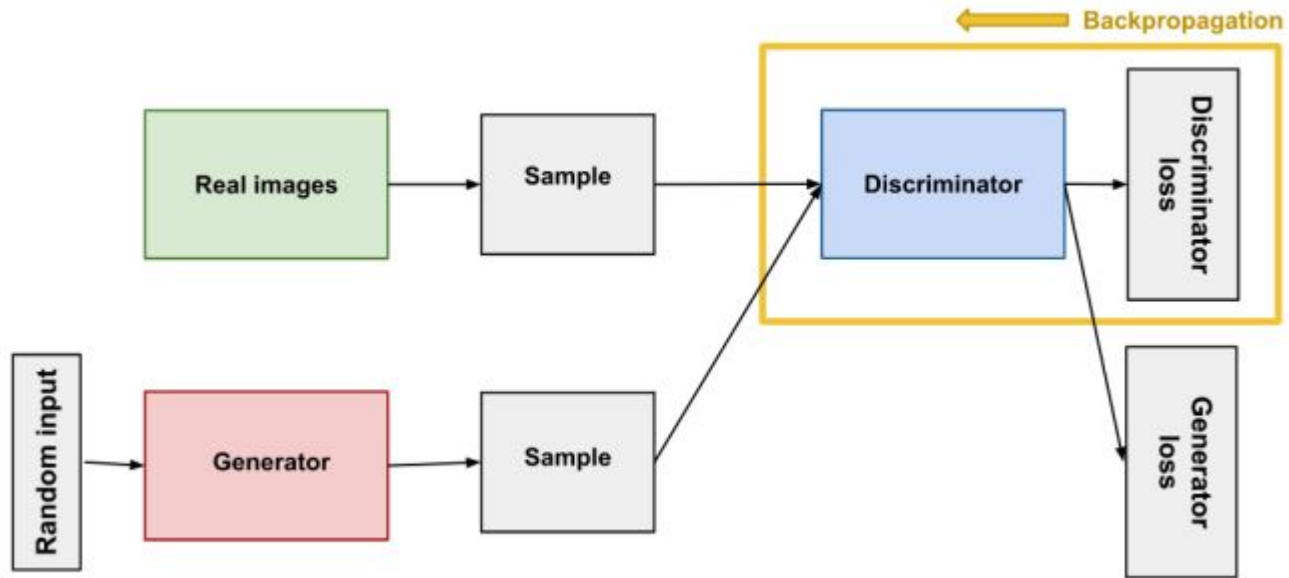 Backpropagation
Real images
Sample
Discriminator
Discriminator
loss
Random input
Generator
Sample
Generator
loss